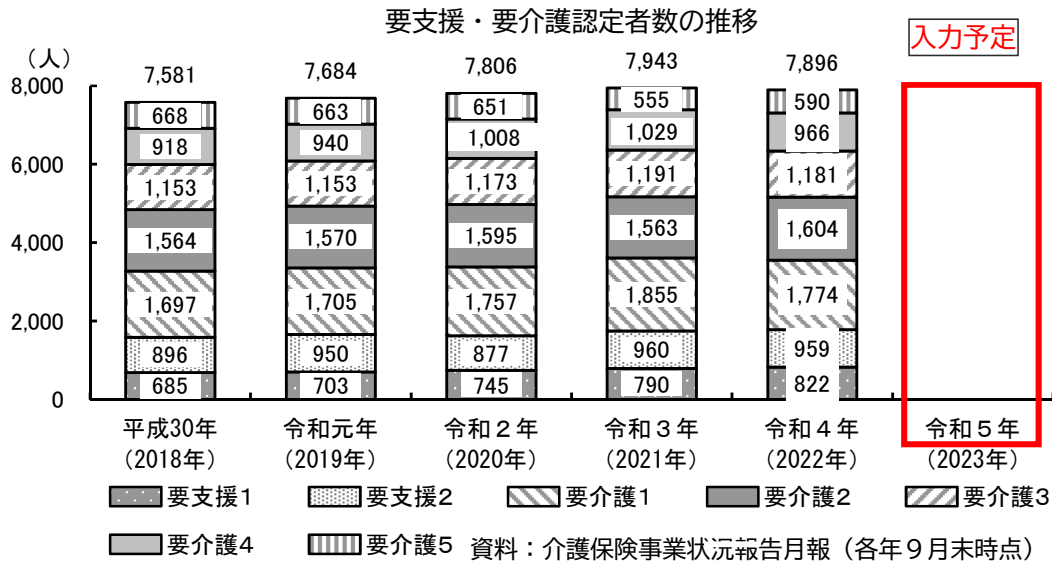 要支援・要介護認定者数の推移
入力予定
（人）
7,581 7,684 7,806 7,943 7,896
8,000
668 663 651 555 590
918 940 1,008 1,029 966
6,000
1,153 1,153 1,173 1,191 1,181
4,000
1,564 1,570 1,595 1,563 1,604
1,697 1,705 1,757 1,855 1,774
2,000
896 950 877 960 959
685 703 745 790 822
0
平成30年 令和元年 令和２年 令和３年 令和４年 令和５年
（2018年） （2019年） （2020年） （2021年） （2022年） （2023年）
要支援1 要支援2 要介護1 要介護2 要介護3
要介護4 要介護5 資料：介護保険事業状況報告月報（各年９月末時点）